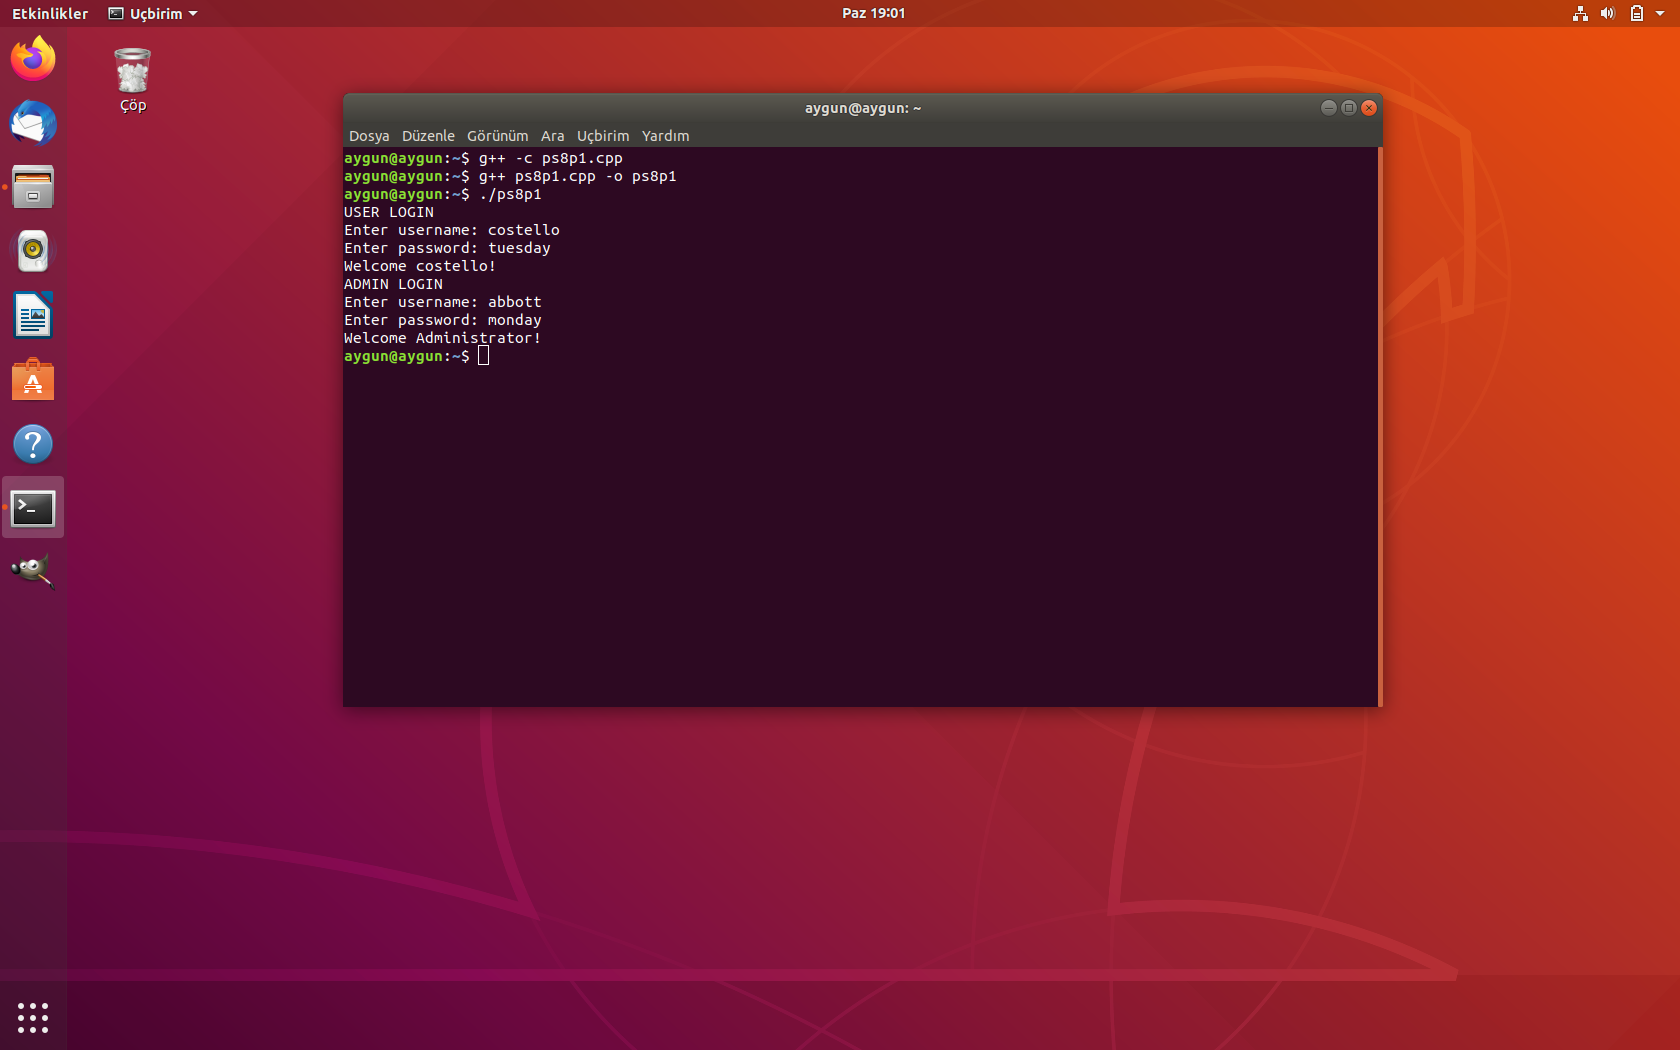 Etkinlikler Uçbirim Paz 19:01
Çöp
aygun@aygun: ~
Dosya Düzenle Görünüm Ara Uçbirim Yardım
aygun@aygun:~$ g++ -c ps8p1.cpp
aygun@aygun:~$ g++ ps8p1.cpp -o ps8p1
aygun@aygun:~$ ./ps8p1
USER LOGIN
Enter username: costello
Enter password: tuesday
Welcome costello!
ADMIN LOGIN
Enter username: abbott
Enter password: monday
Welcome Administrator!
aygun@aygun:~$